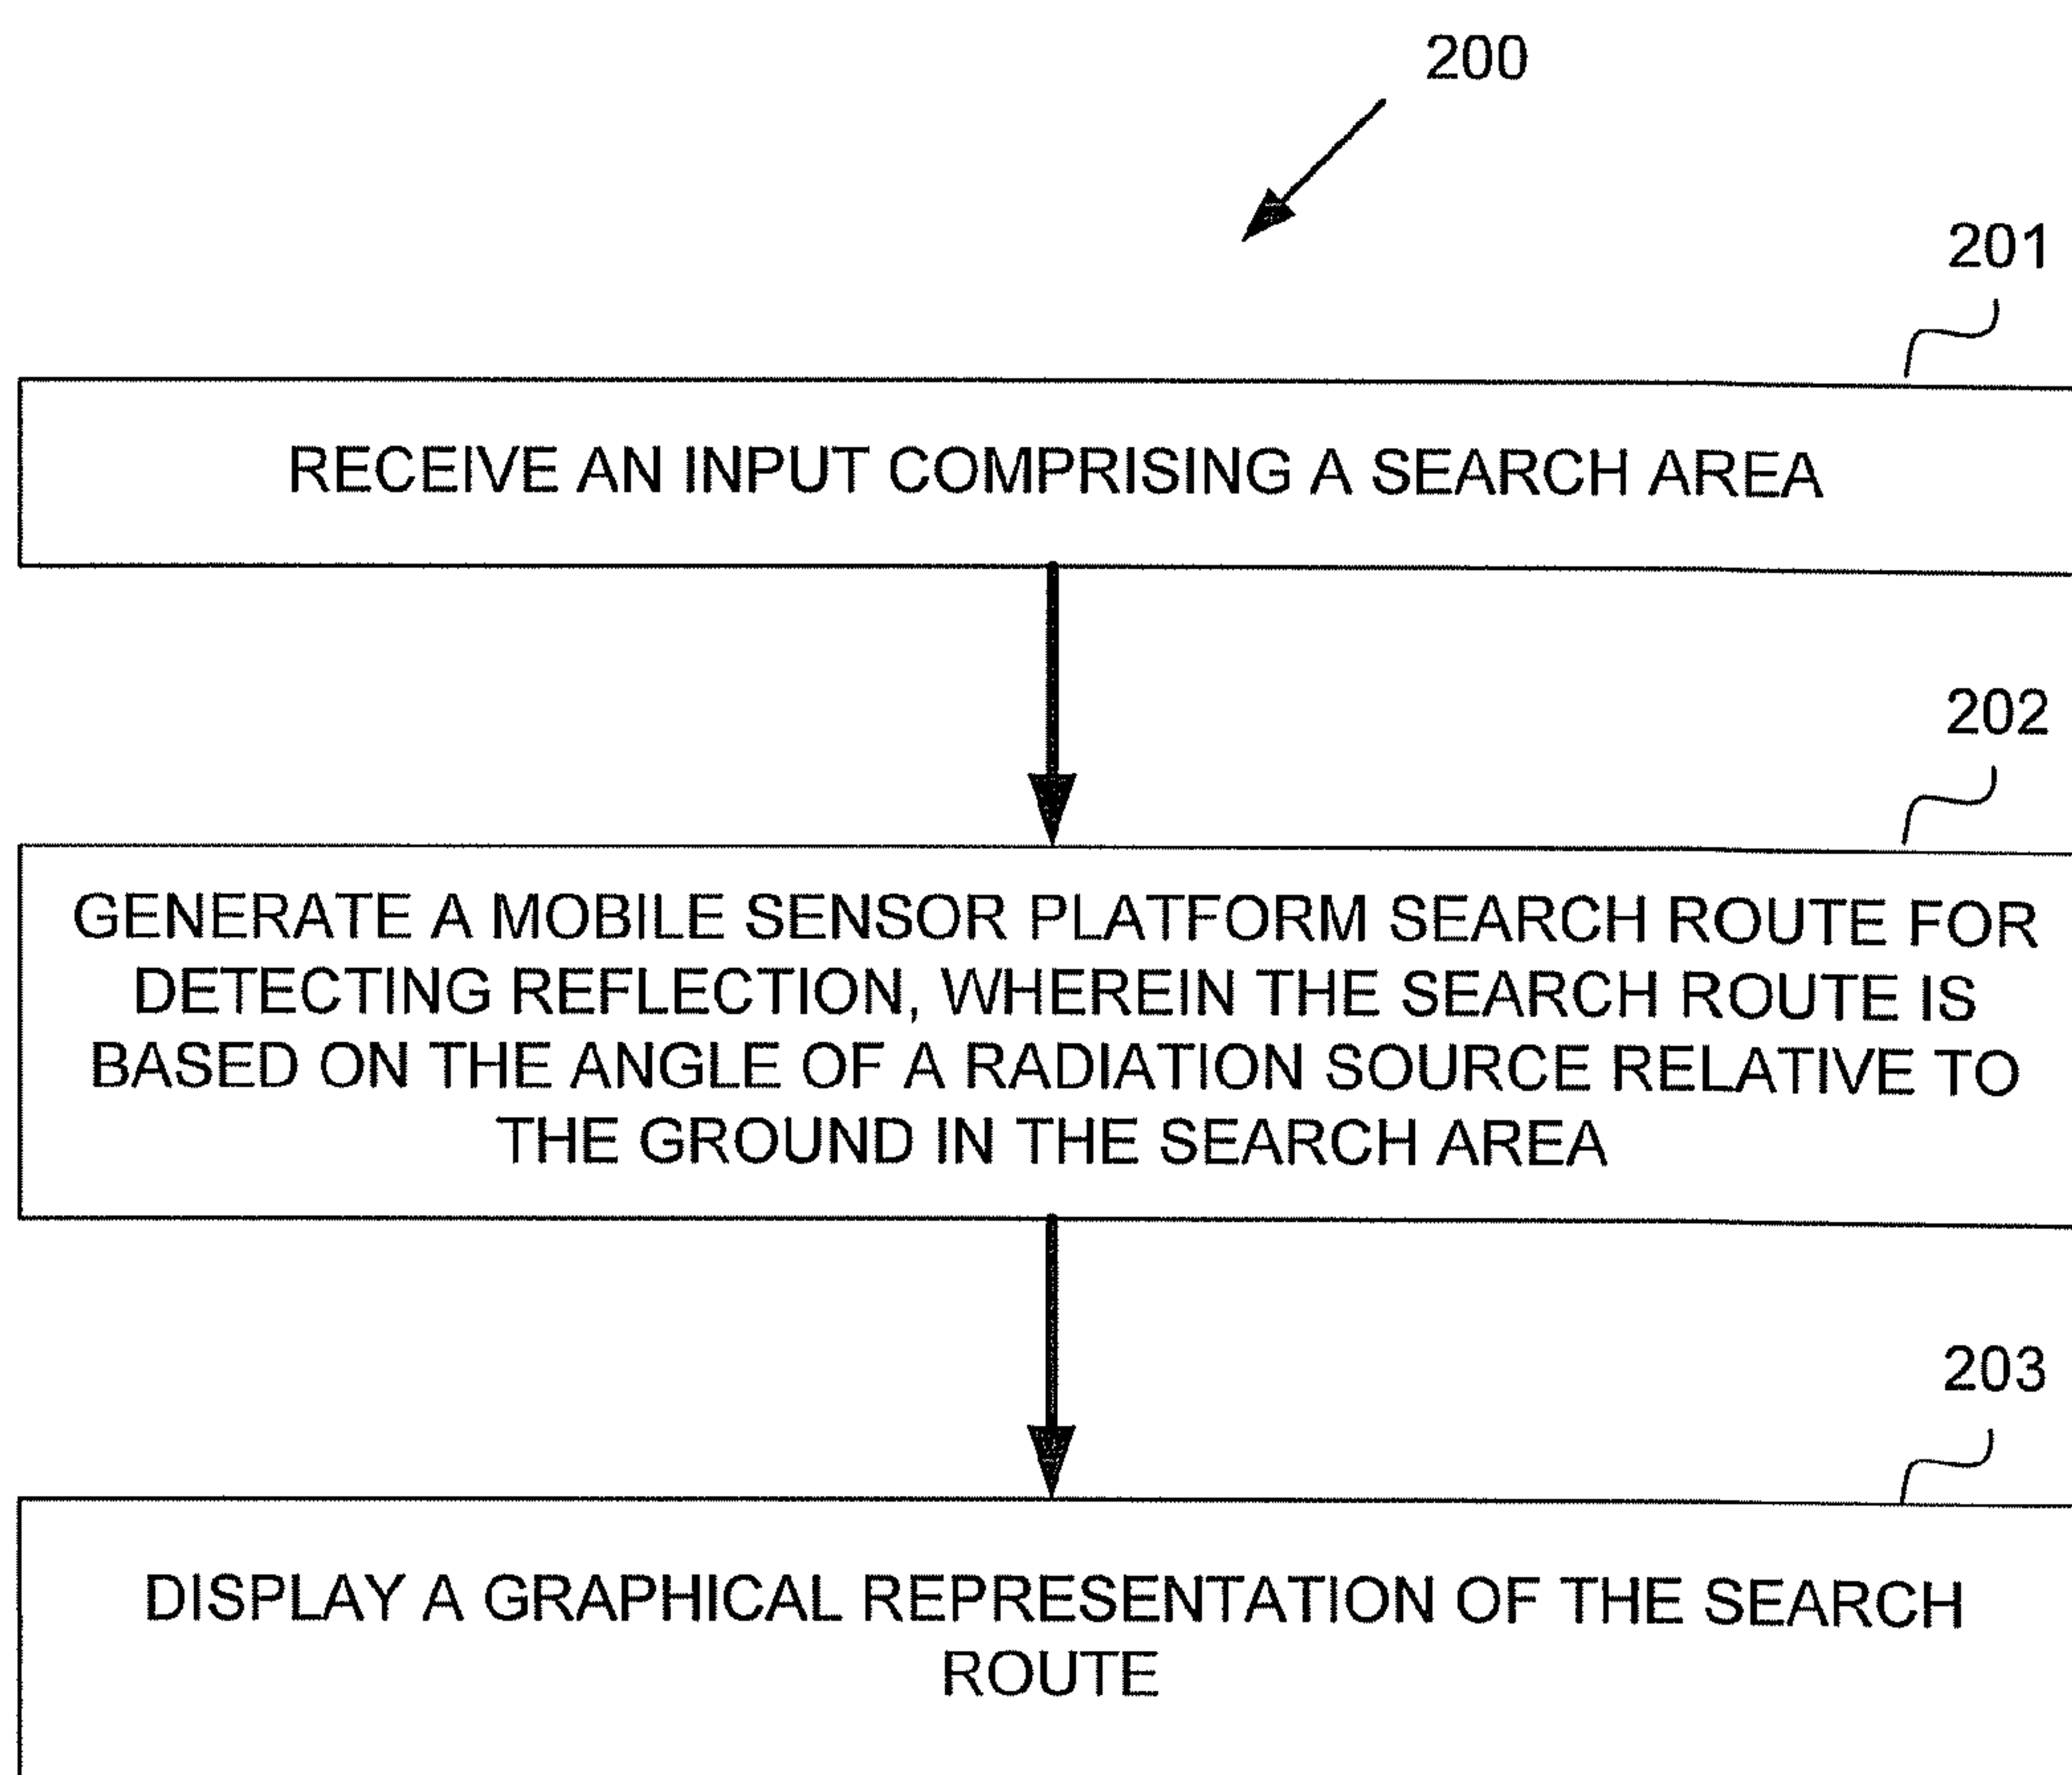 200
201
RECEIVE AN INPUT COMPRISING A SEARCH AREA
202
GENERATE A MOBILE SENSOR PLATFORM SEARCH ROUTE FOR
DETECTING REFLECTION, WHEREIN THE SEARCH ROUTE IS
BASED ON THE ANGLE OF A RADIATION SOURCE RELATIVE TO
THE GROUND IN THE SEARCH AREA
203
DISPLAY A GRAPHICAL REPRESENTATION OF THE SEARCH
ROUTE